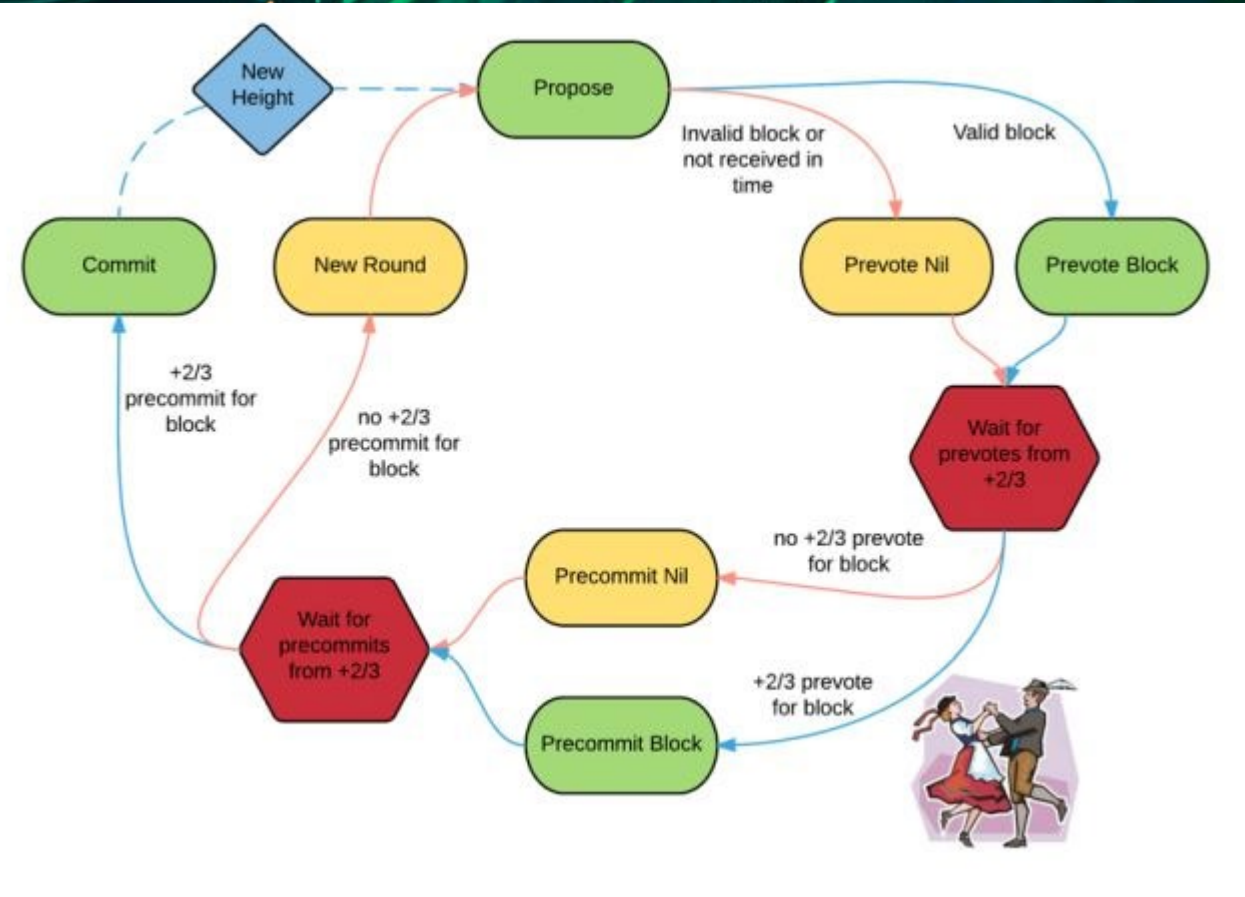 New
Height
Propose
Invalid block or
not received in
time
Valid block
Commit
New Round
Prevote Nil
Prevote Block
+2/3
precommit for
block
no +2/3
precommit for
block
Wait for
prevotes from
+2/3
no +2/3 prevote
for block
Precommit Nil
Wait for
precommits
from +2/3
+2/3 prevote
for block
Precommit Block